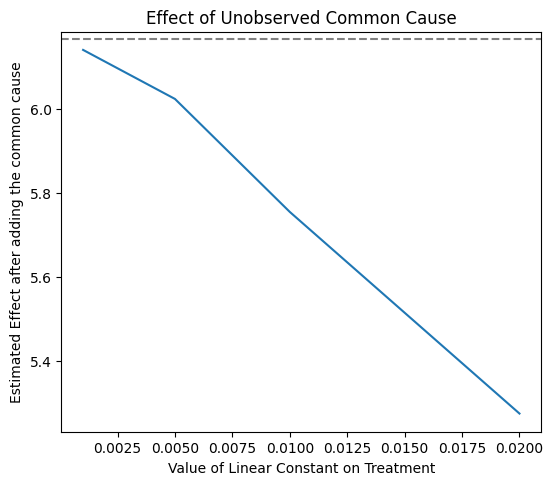 Effect of Unobserved Common Cause
Estimated Effect after adding the common cause
6.0
5.8
5.6
5.4
0.0025 0.0050 0.0075 0.0100 0.0125 0.0150 0.0175 0.0200
Value of Linear Constant on Treatment